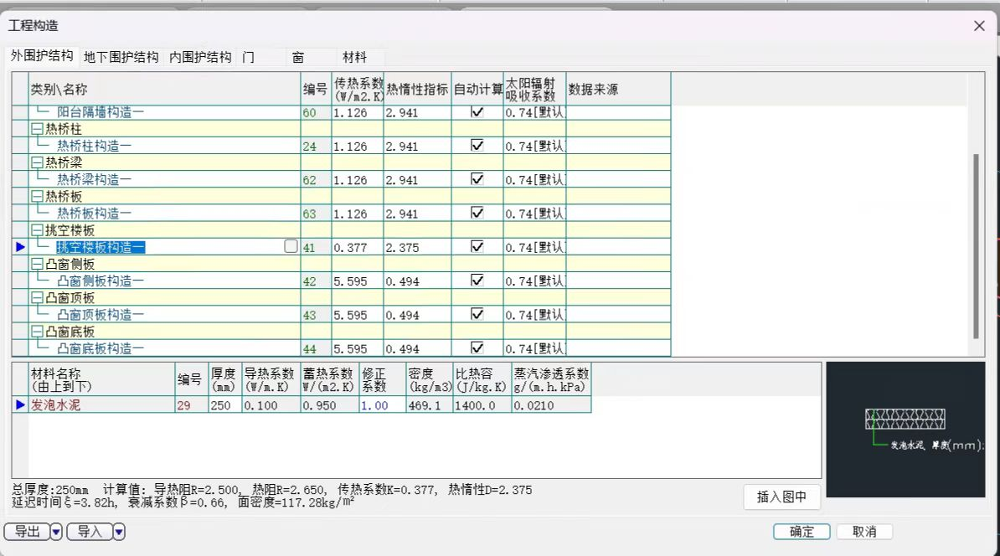 工程构造
外围护结构 地下围护结构 内围护结构 门 窗 材料
类别\名称 编号 传热系数(W/m2.K) 热惰性指标 自动计算 太阳辐射吸收系数 数据来源
阳台隔墙构造一 60 1.126 2.941 0.74[默认]
热桥柱
热桥柱构造一 24 1.126 2.941 0.74[默认]
热桥梁
热桥梁构造一 62 1.126 2.941 0.74[默认]
热桥板
热桥板构造一 63 1.126 2.941 0.74[默认]
挑空楼板
挑空楼板构造一 41 0.377 2.375 0.74[默认]
凸窗侧板
凸窗侧板构造一 42 5.595 0.494 0.74[默认]
凸窗顶板
凸窗顶板构造一 43 5.595 0.494 0.74[默认]
凸窗底板
凸窗底板构造一 44 5.595 0.494 0.74[默认]
材料名称(由上到下) 编号 厚度(mm) 导热系数(W/m.K) 蓄热系数W/(m2.K) 修正系数 密度(kg/m3) 比热容(J/kg.K) 蒸汽渗透系数g/(m.h.kPa)
发泡水泥 29 250 0.100 0.950 1.00 469.1 1400.0 0.0210
发泡水泥, 厚度(mm);
总厚度:250mm 计算值: 导热阻R=2.500, 热阻R=2.650, 传热系数K=0.377, 热惰性D=2.375
延迟时间ξ=3.82h, 衰减系数β=0.66, 面密度=117.28kg/m²
插入图中
导出 导入 确定 取消